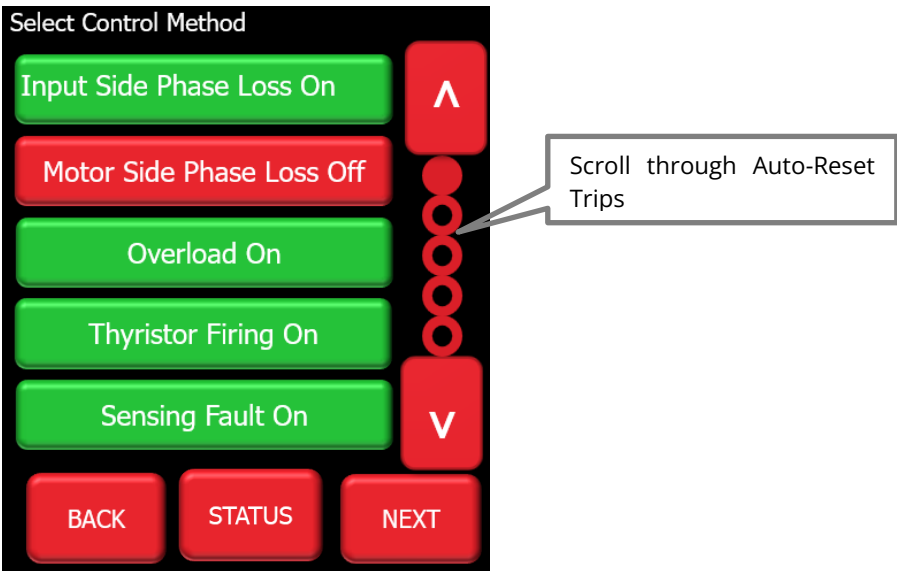 Select Control Method
Input Side Phase Loss On
Λ
Motor Side Phase Loss Off
Scroll through Auto-Reset
Trips
Overload On
Thyristor Firing On
Sensing Fault On
V
BACK
STATUS
NEXT